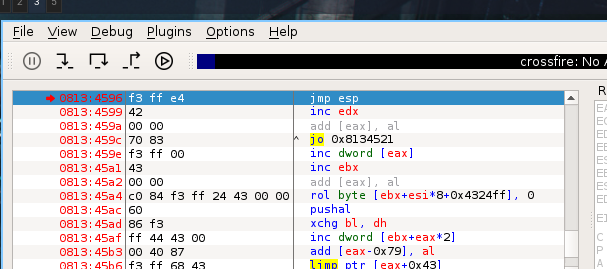 2 3 5
File View Debug Plugins Options Help
crossfire: No
0813:4596 f3 ff e4 jmp esp
0813:4599 42 inc edx
0813:459a 00 00 add [eax], al
0813:459c 70 83 ^ jo 0x8134521
0813:459e f3 ff 00 inc dword [eax]
0813:45a1 43 inc ebx
0813:45a2 00 00 add [eax], al
0813:45a4 c0 84 f3 ff 24 43 00 00 rol byte [ebx+esi*8+0x4324ff], 0
0813:45ac 60 pushal
0813:45ad 86 f3 xchg bl, dh
0813:45af ff 44 43 00 inc dword [ebx+eax*2]
0813:45b3 00 40 87 add [eax-0x79], al
0813:45b6 f3 ff 68 43 ljmp ptr [eax+0x43]